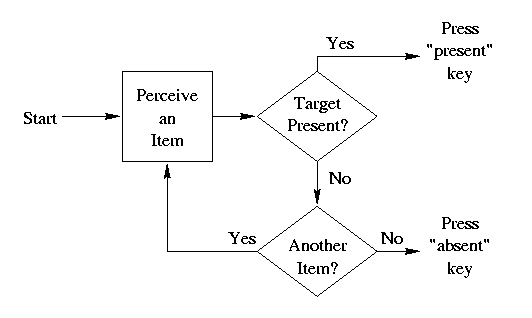 Yes
Press
"present"
key
Start
Perceive
an
Item
Target
Present?
No
Yes
Another
Item?
No
Press
"absent"
key